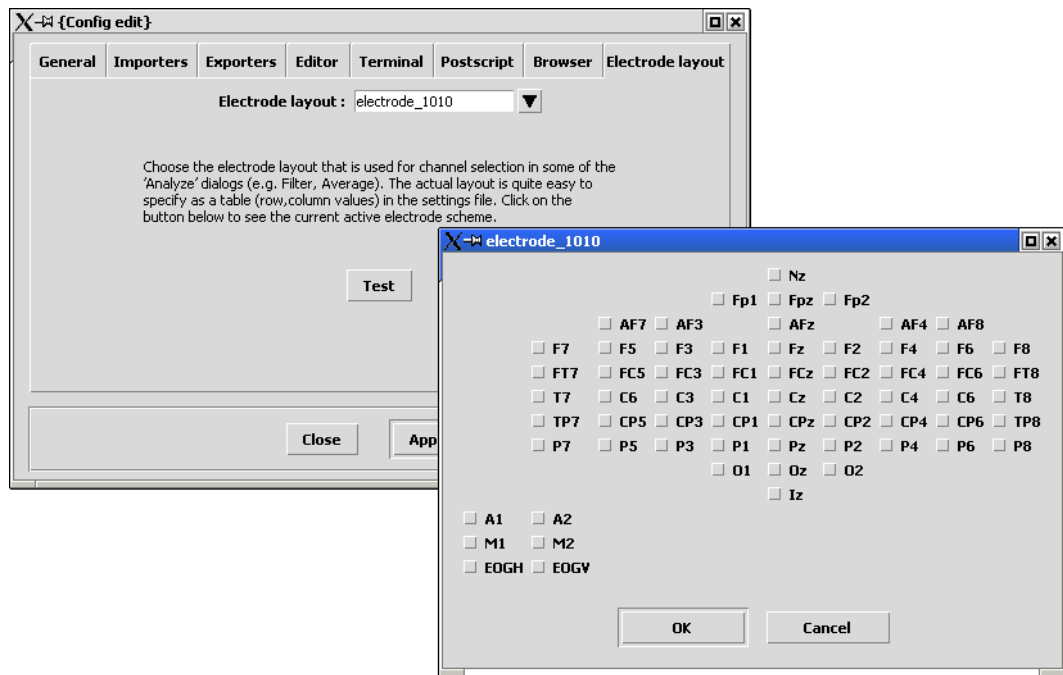 {Config edit}
General Importers Exporters Editor Terminal Postscript Browser Electrode layout
Electrode layout : electrode_1010
Choose the electrode layout that is used for channel selection in some of the
'Analyze' dialogs (e.g. Filter, Average). The actual layout is quite easy to
specify as a table (row,column values) in the settings file. Click on the
button below to see the current active electrode scheme.
Test
Close App
electrode_1010
Nz
Fp1 Fpz Fp2
AF7 AF3 AFz AF4 AF8
F7 F5 F3 F1 Fz F2 F4 F6 F8
FT7 FC5 FC3 FC1 FCz FC2 FC4 FC6 FT8
T7 C6 C3 C1 Cz C2 C4 C6 T8
TP7 CP5 CP3 CP1 CPz CP2 CP4 CP6 TP8
P7 P5 P3 P1 Pz P2 P4 P6 P8
O1 Oz O2
Iz
A1 A2
M1 M2
EOGH EOGV
OK Cancel